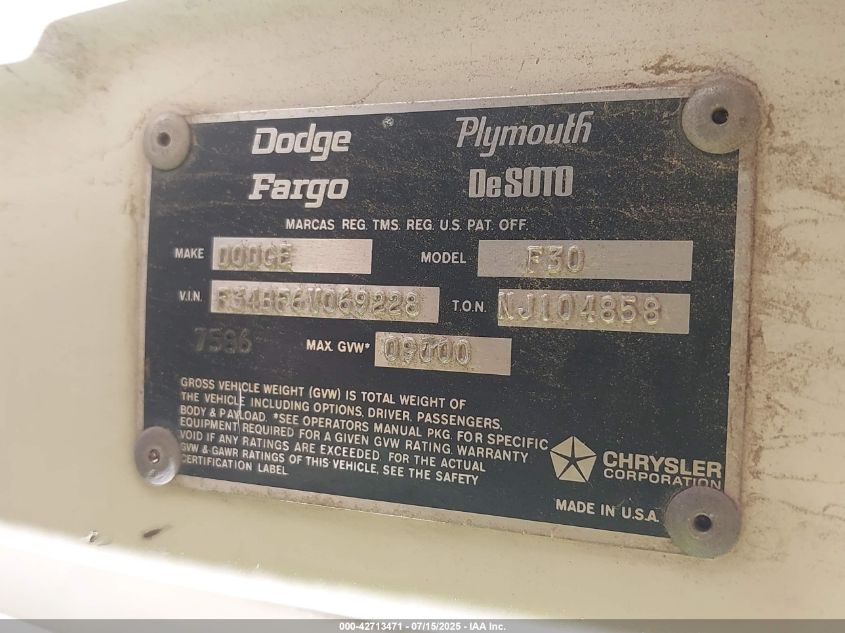 Dodge Plymouth
Fargo DeSOTO
MARCAS REG. TMS. REG. U.S. PAT. OFF.
MAKE DODGE MODEL F30
V.I.N. F34BF6V069228 T.O.N. NJ104858
7586 MAX. GVW* 09000
GROSS VEHICLE WEIGHT (GVW) IS TOTAL WEIGHT OF
THE VEHICLE INCLUDING OPTIONS, DRIVER, PASSENGERS,
BODY & PAYLOAD. *SEE OPERATORS MANUAL PKG. FOR SPECIFIC
EQUIPMENT REQUIRED FOR A GIVEN GVW RATING. WARRANTY
VOID IF ANY RATINGS ARE EXCEEDED. FOR THE ACTUAL
GVW & GAWR RATINGS OF THIS VEHICLE, SEE THE SAFETY
CERTIFICATION LABEL
CHRYSLER
CORPORATION
MADE IN U.S.A.
000-42713471 - 07/15/2025 - IAA Inc.